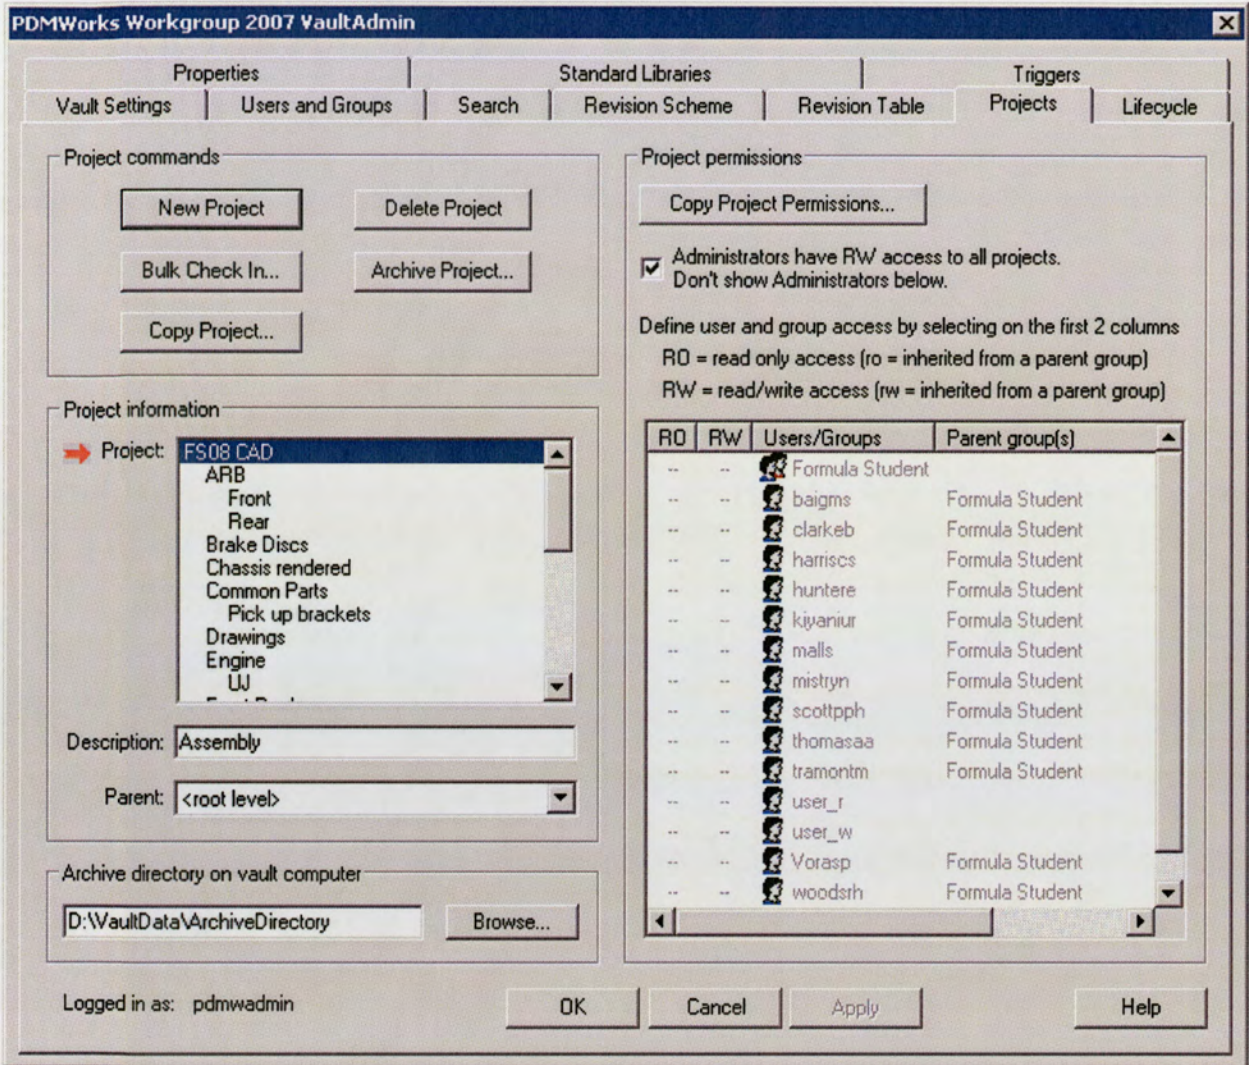 PDMWorks Workgroup 2007 VaultAdmin
Properties Standard Libraries Triggers
Vault Settings Users and Groups Search Revision Scheme Revision Table Projects Lifecycle
Project commands
New Project Delete Project
Bulk Check In... Archive Project...
Copy Project...
Project information
Project:
FS08 CAD
ARB
Front
Rear
Brake Discs
Chassis rendered
Common Parts
Pick up brackets
Drawings
Engine
UJ
Description: Assembly
Parent: <root level>
Archive directory on vault computer
D:\VaultData\ArchiveDirectory Browse...
Project permissions
Copy Project Permissions...
Administrators have RW access to all projects.
Don't show Administrators below.
Define user and group access by selecting on the first 2 columns
RO = read only access (ro = inherited from a parent group)
RW = read/write access (rw = inherited from a parent group)
RO RW Users/Groups Parent group(s)
-- -- Formula Student
-- -- baigms Formula Student
-- -- clarkeb Formula Student
-- -- harriscs Formula Student
-- -- huntere Formula Student
-- -- kiyaniur Formula Student
-- -- malls Formula Student
-- -- mistryn Formula Student
-- -- scottpph Formula Student
-- -- thomasaa Formula Student
-- -- tramontm Formula Student
-- -- user_r
-- -- user_w
-- -- Vorasp Formula Student
-- -- woodsrh Formula Student
Logged in as: pdmwadmin
OK Cancel Apply Help